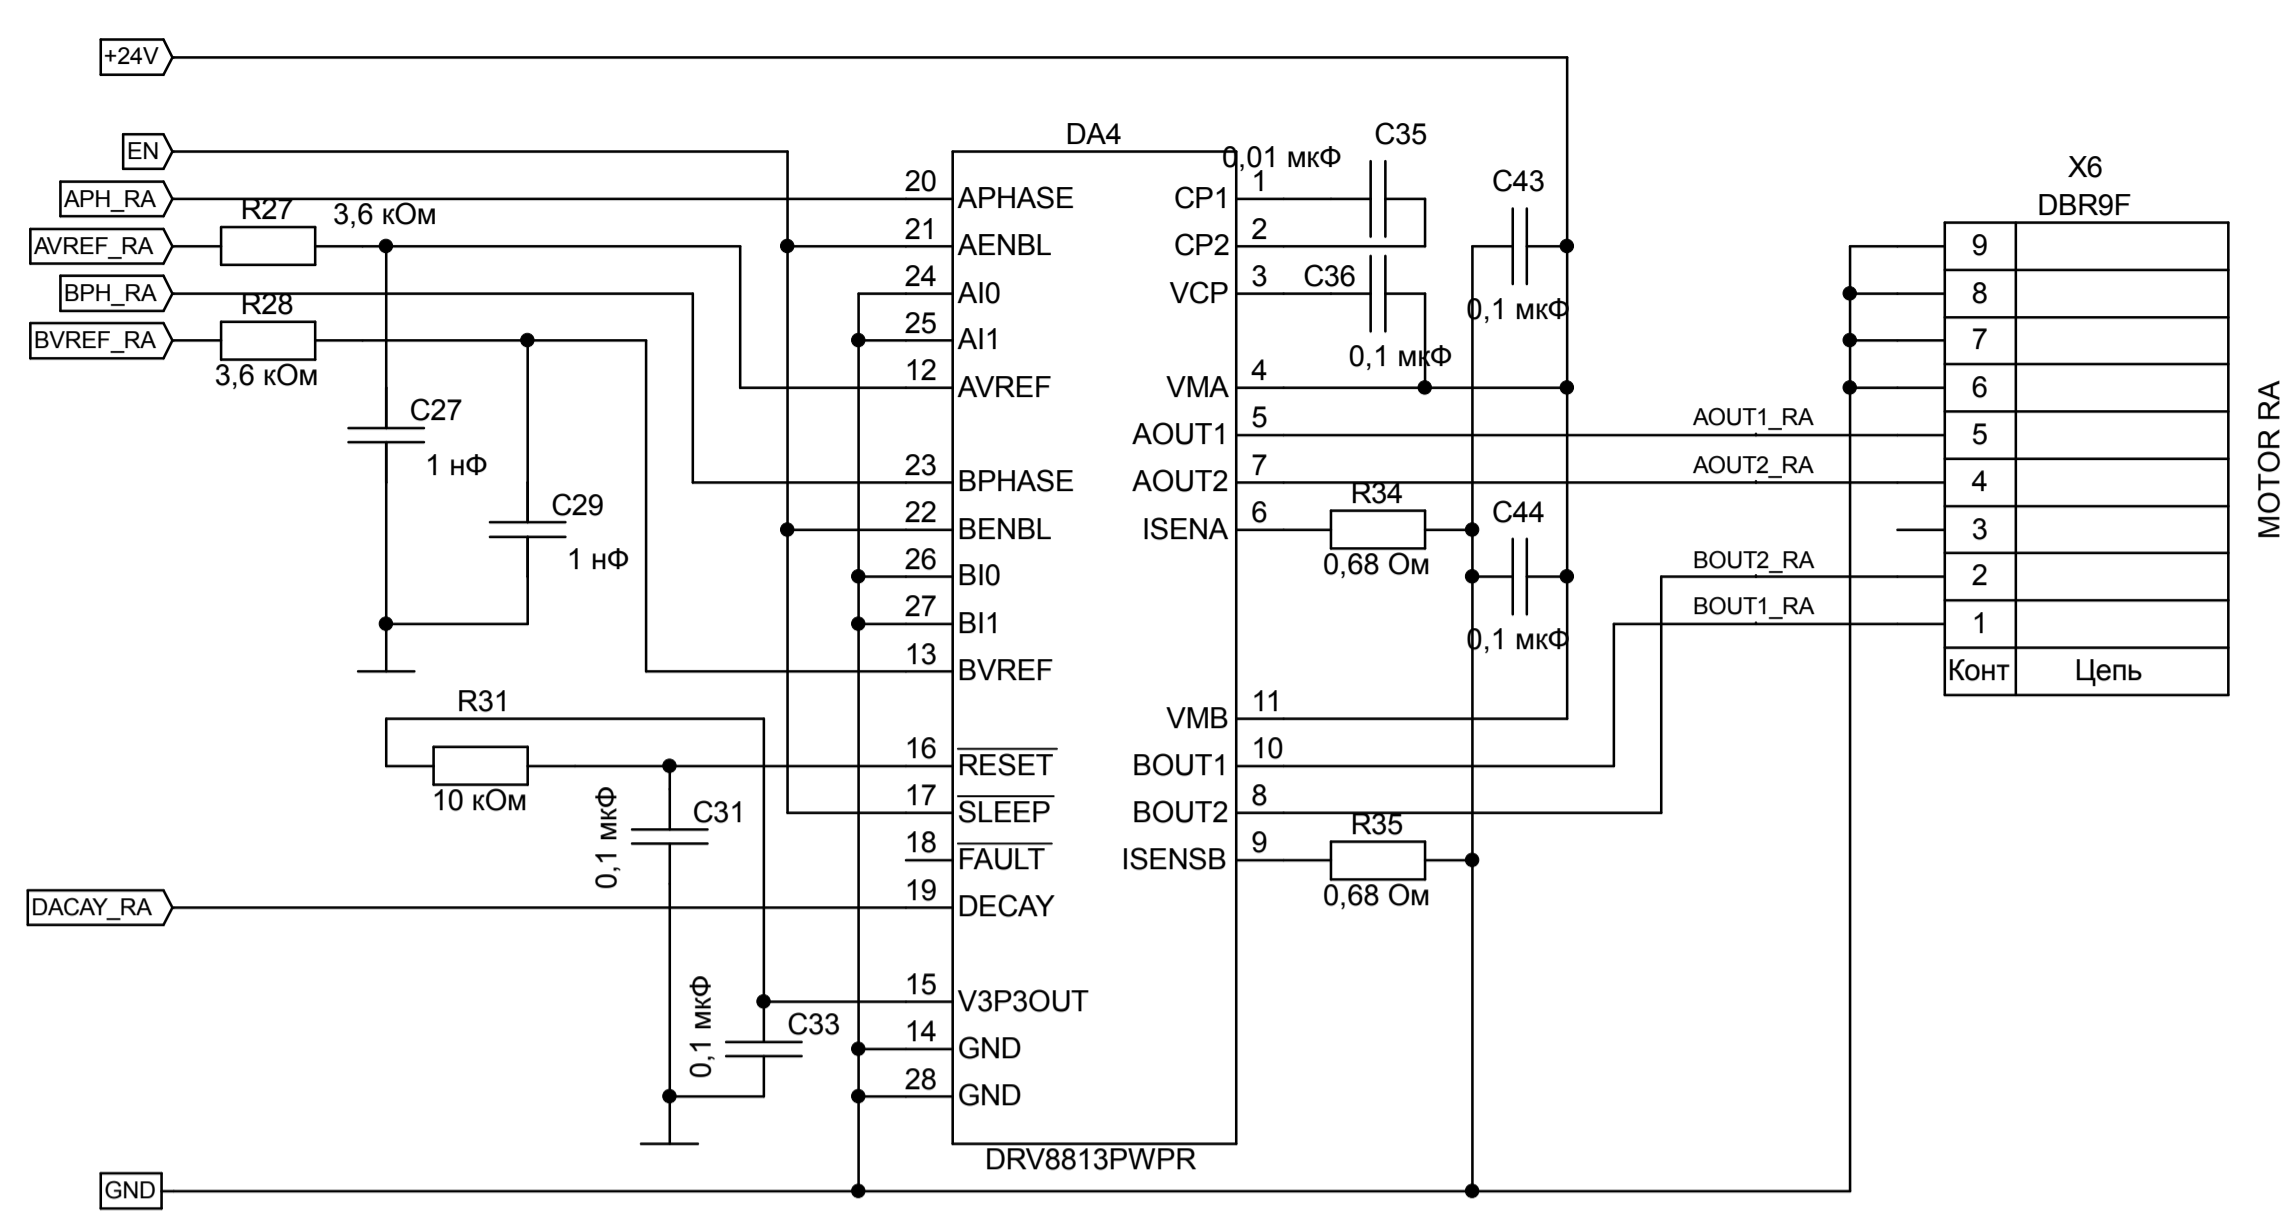 +24V
EN
APH_RA
AVREF_RA
BPH_RA
BVREF_RA
R27
3,6 кОм
R28
3,6 кОм
C27
1 нФ
C29
1 нФ
R31
10 кОм
0,1 мкФ
C31
DACAY_RA
0,1 мкФ
C33
GND
DA4
20 APHASE
21 AENBL
24 AI0
25 AI1
12 AVREF
23 BPHASE
22 BENBL
26 BI0
27 BI1
13 BVREF
16 RESET
17 SLEEP
18 FAULT
19 DECAY
15 V3P3OUT
14 GND
28 GND
CP1 1
CP2 2
VCP 3
VMA 4
AOUT1 5
AOUT2 7
ISENA 6
VMB 11
BOUT1 10
BOUT2 8
ISENSB 9
DRV8813PWPR
C35
0,01 мкФ
C36
0,1 мкФ
C43
0,1 мкФ
R34
0,68 Ом
C44
0,1 мкФ
R35
0,68 Ом
AOUT1_RA
AOUT2_RA
BOUT2_RA
BOUT1_RA
X6
DBR9F
9
8
7
6
5
4
3
2
1
Конт Цепь
MOTOR RA